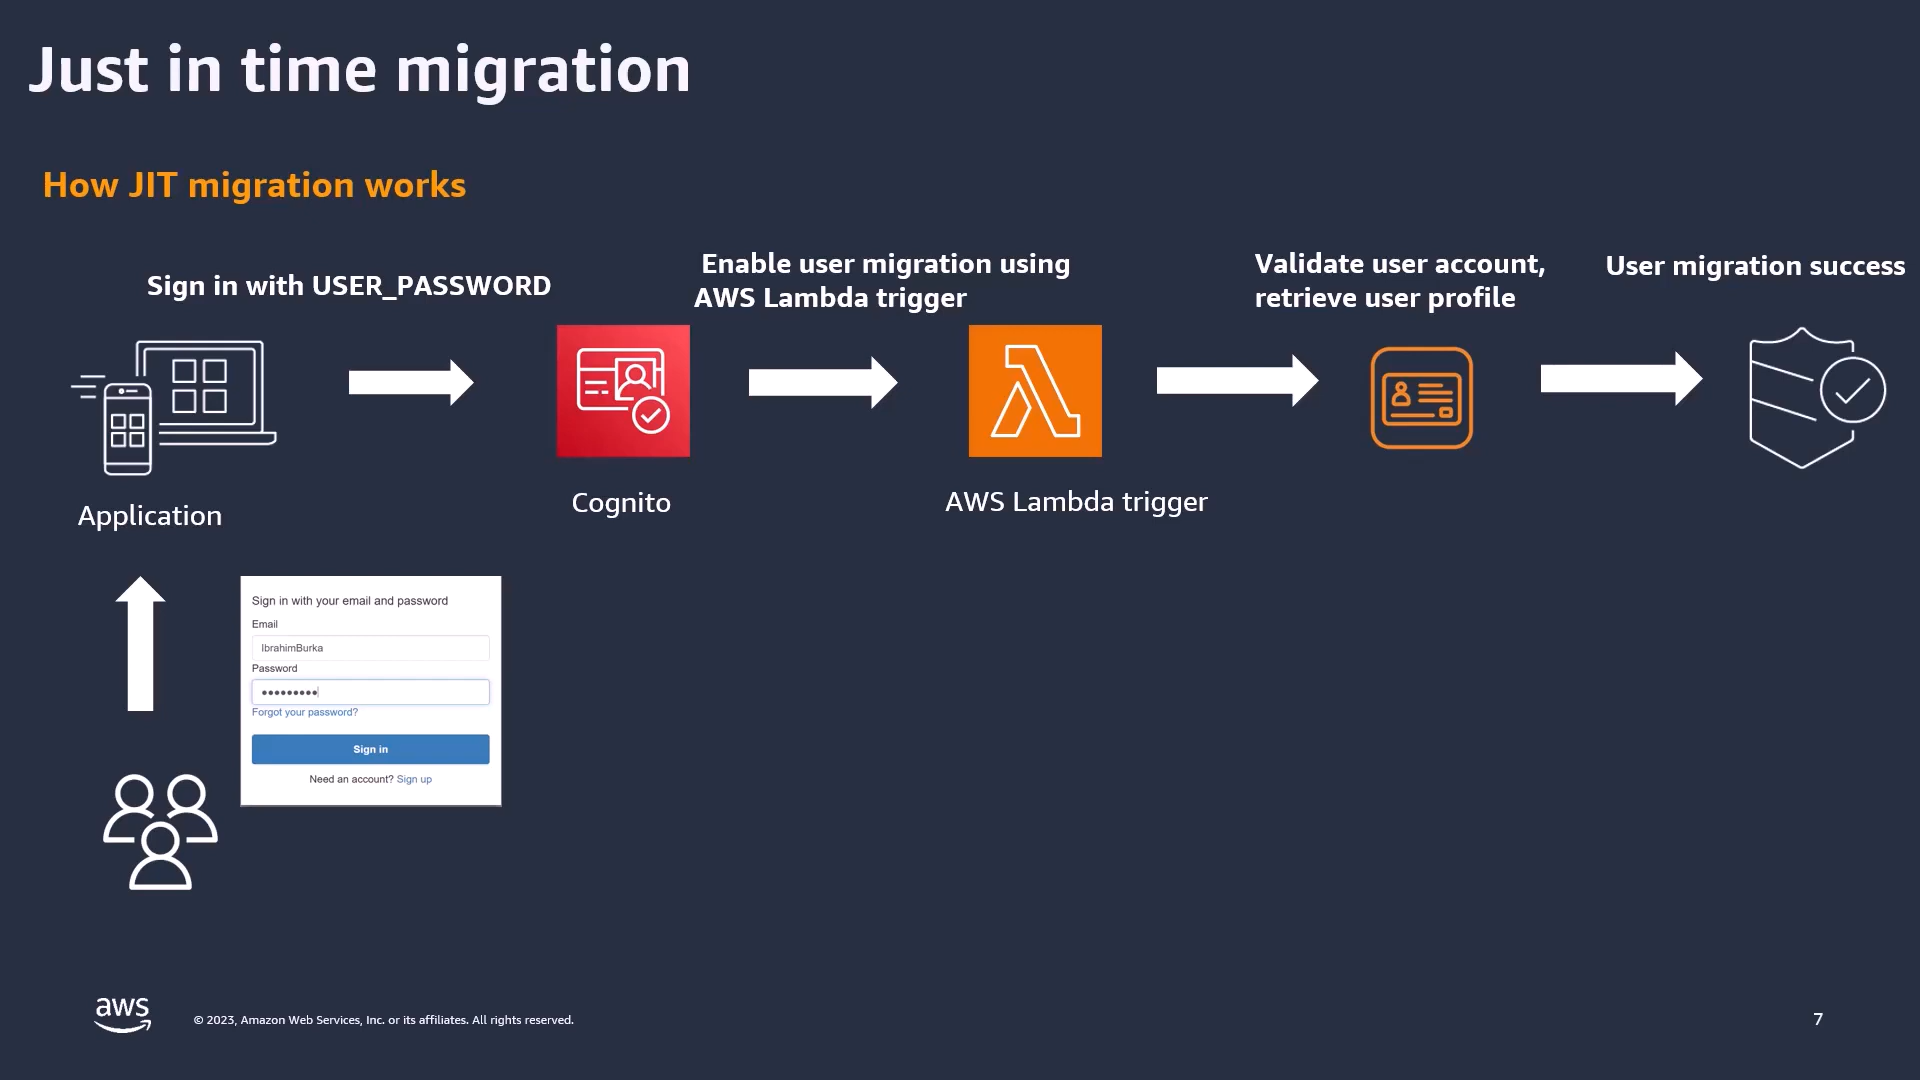 Just in time migration
How JIT migration works
Sign in with USER_PASSWORD
Enable user migration using
AWS Lambda trigger
Validate user account,
retrieve user profile
User migration success
Application
Cognito
AWS Lambda trigger
Sign in with your email and password
Email
IbrahimBurka
Password
•••••••••
Forgot your password?
Sign in
Need an account? Sign up
aws
© 2023, Amazon Web Services, Inc. or its affiliates. All rights reserved.
7